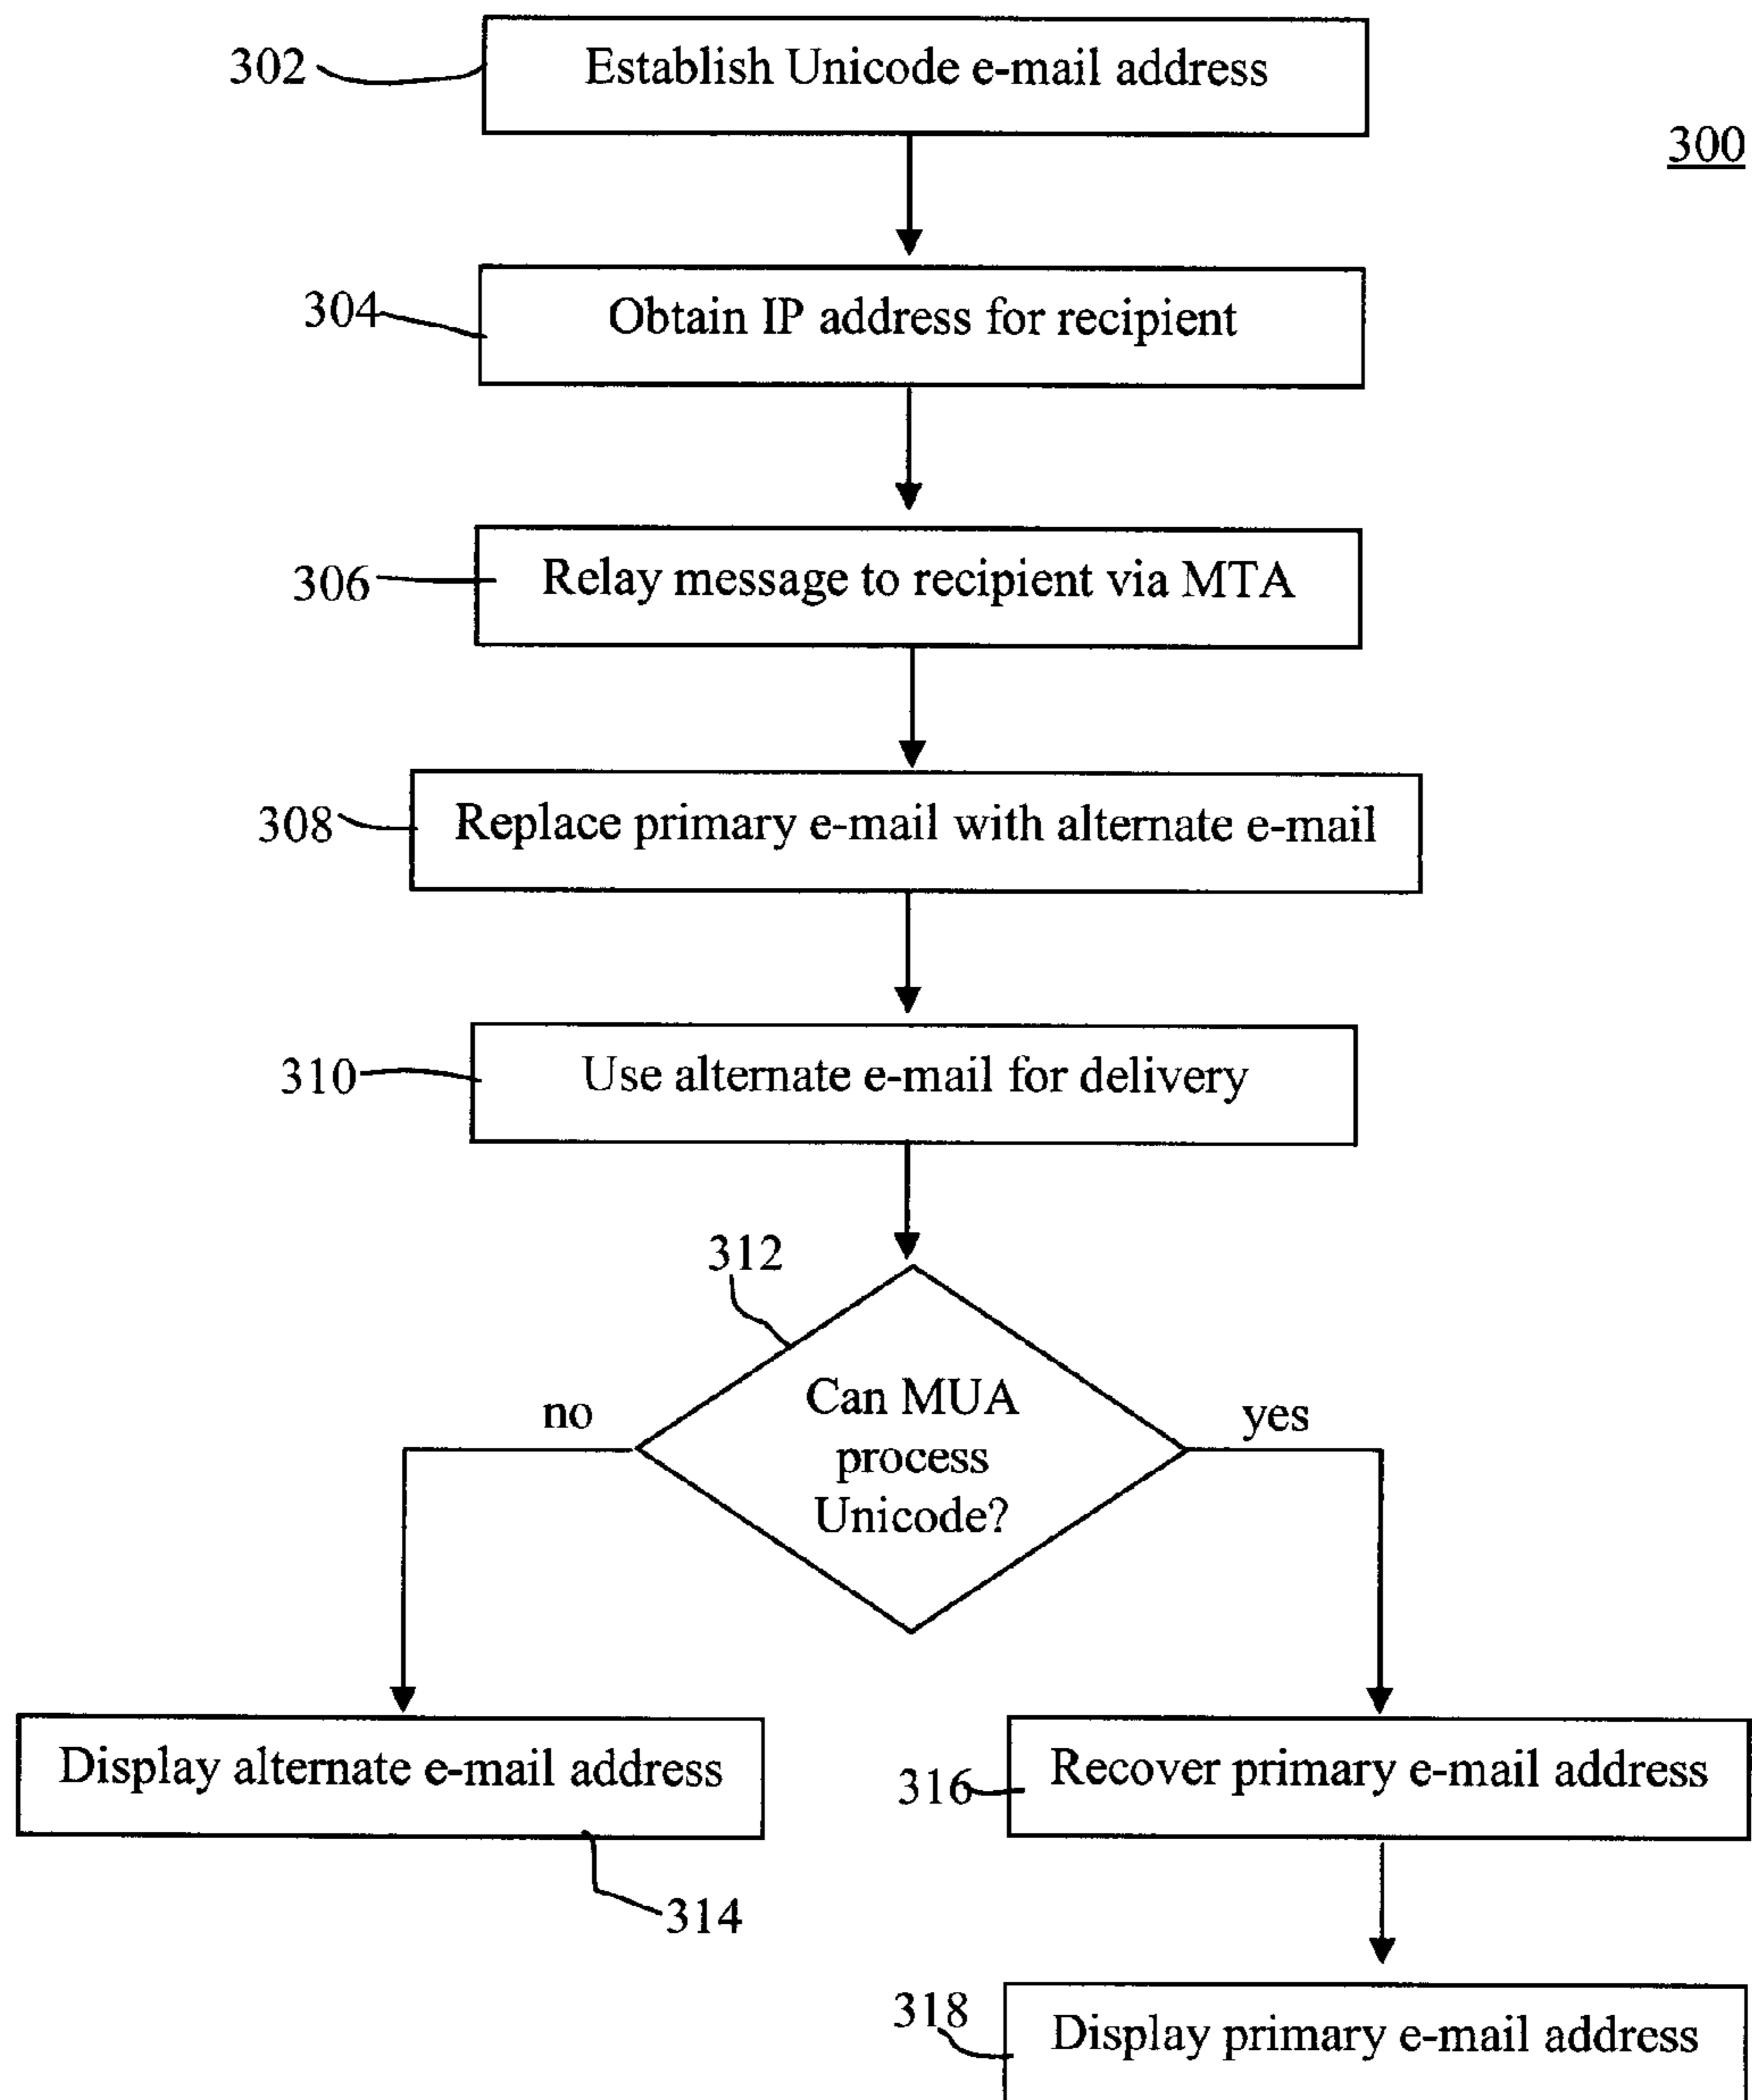 302 Establish Unicode e-mail address
300
304 Obtain IP address for recipient
306 Relay message to recipient via MTA
308 Replace primary e-mail with alternate e-mail
310 Use alternate e-mail for delivery
312
Can MUA
process
Unicode?
no
yes
Display alternate e-mail address
314
316 Recover primary e-mail address
318 Display primary e-mail address